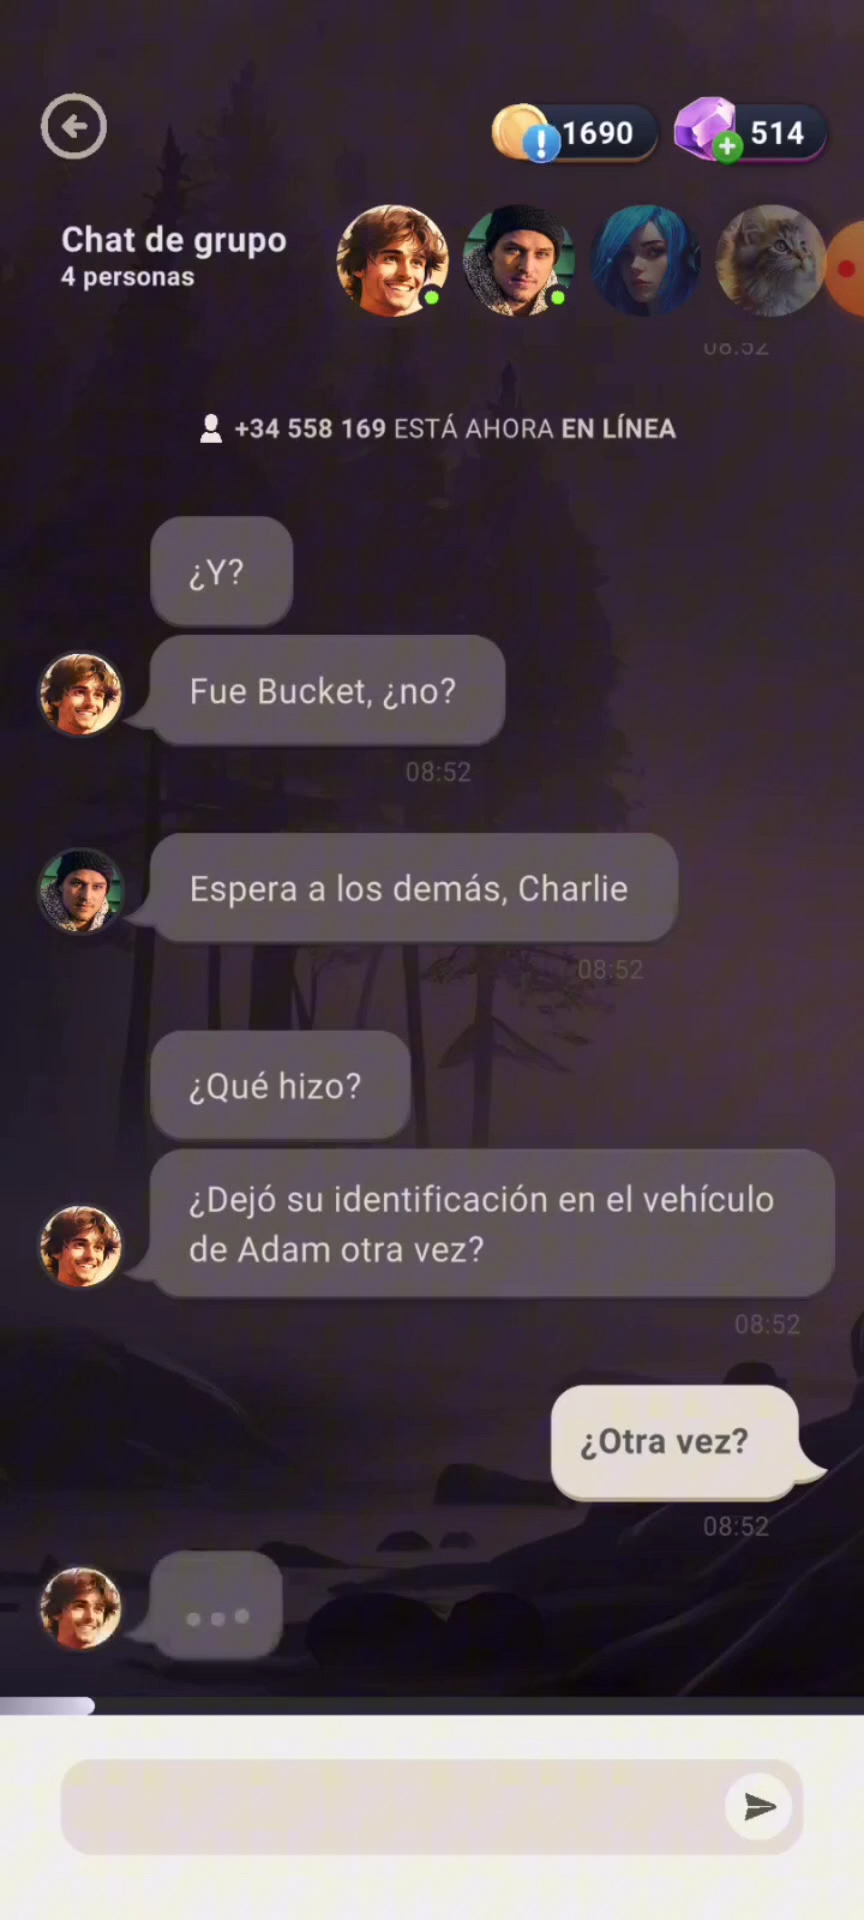 1690
514
Chat de grupo
4 personas
08:52
+34 558 169 ESTÁ AHORA EN LÍNEA
¿Y?
Fue Bucket, ¿no?
08:52
Espera a los demás, Charlie
08:52
¿Qué hizo?
¿Dejó su identificación en el vehículo
de Adam otra vez?
08:52
¿Otra vez?
08:52